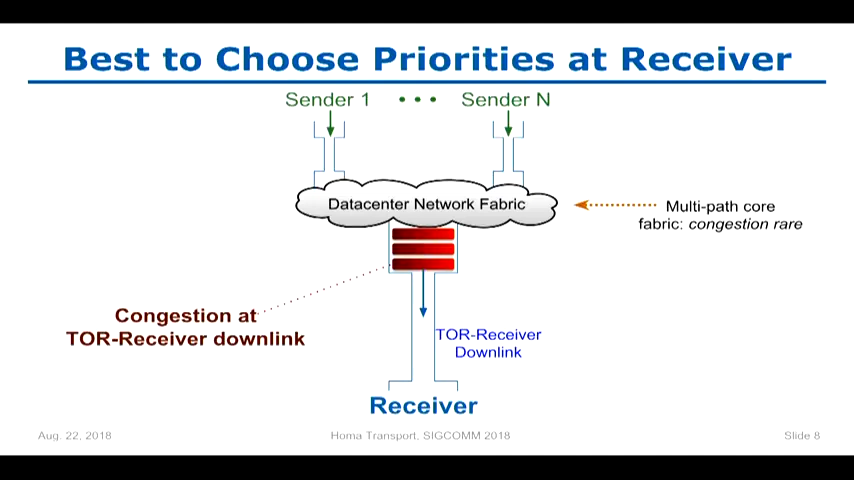 Best to Choose Priorities at Receiver
Sender 1 • • • Sender N
Datacenter Network Fabric
Multi-path core
fabric: congestion rare
Congestion at
TOR-Receiver downlink
TOR-Receiver
Downlink
Receiver
Aug. 22, 2018
Homa Transport, SIGCOMM 2018
Slide 8